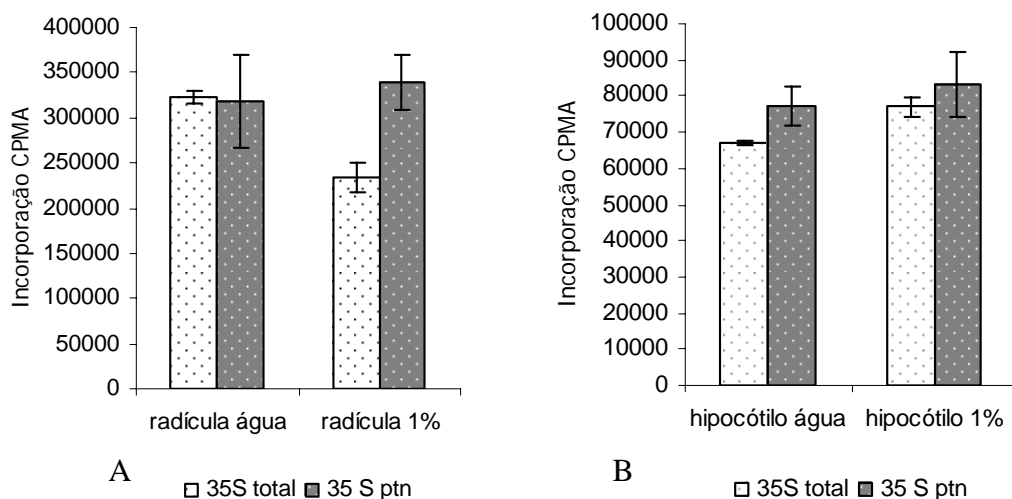 Incorporação CPMA
400000
350000
300000
250000
200000
150000
100000
50000
0
radícula água
radícula 1%
A
35S total
35 S ptn
Incorporação CPMA
100000
90000
80000
70000
60000
50000
40000
30000
20000
10000
0
hipocótilo água
hipocótilo 1%
B
35S total
35 S ptn